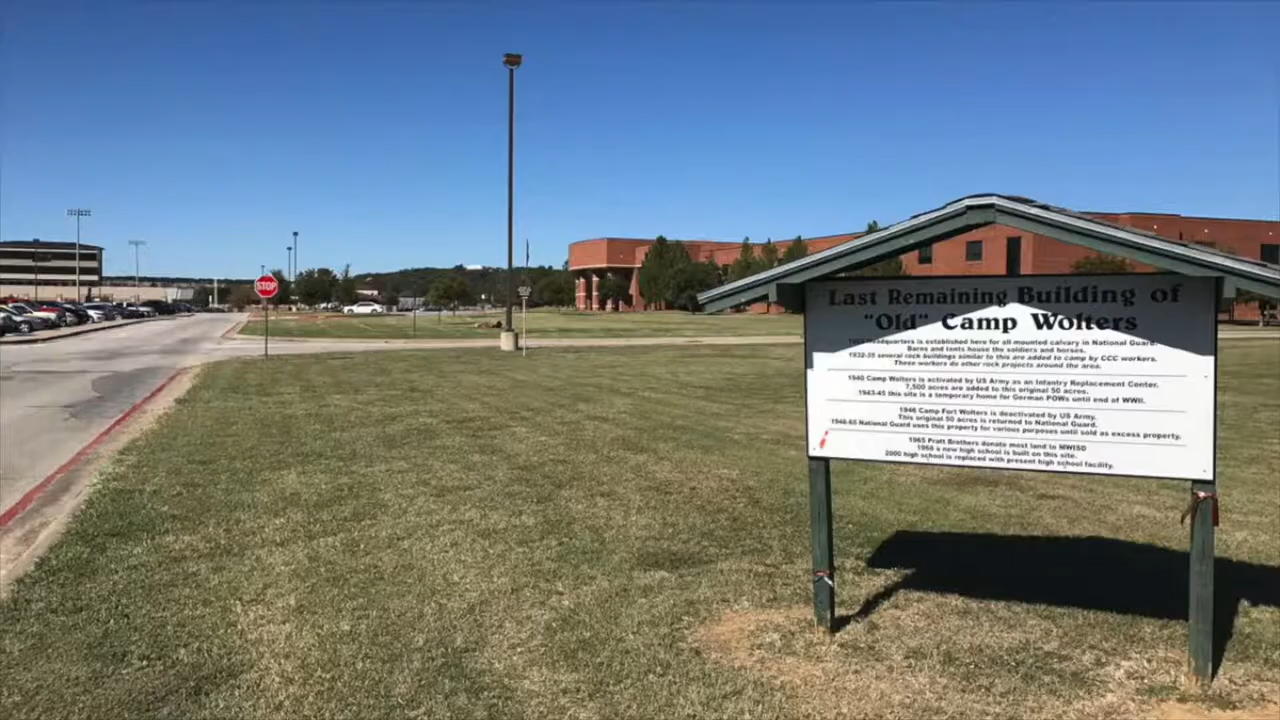 STOP
Last Remaining Building of
"Old" Camp Wolters
Headquarters is established here for all mounted calvary in National Guard.
Barns and tents house the soldiers and horses.
1932-35 several rock buildings similar to this are added to camp by CCC workers.
These workers do other rock projects around the area.
1940 Camp Wolters is activated by US Army as an Infantry Replacement Center.
7,500 acres are added to this original 50 acres.
1943-45 this site is a temporary home for German POWs until end of WWII.
1946 Camp Fort Wolters is deactivated by US Army.
This original 50 acres is returned to National Guard.
1946-65 National Guard uses this property for various purposes until sold as excess property.
1965 Pratt Brothers donate most land to MWISD
1966 a new high school is built on this site.
2000 high school is replaced with present high school facility.